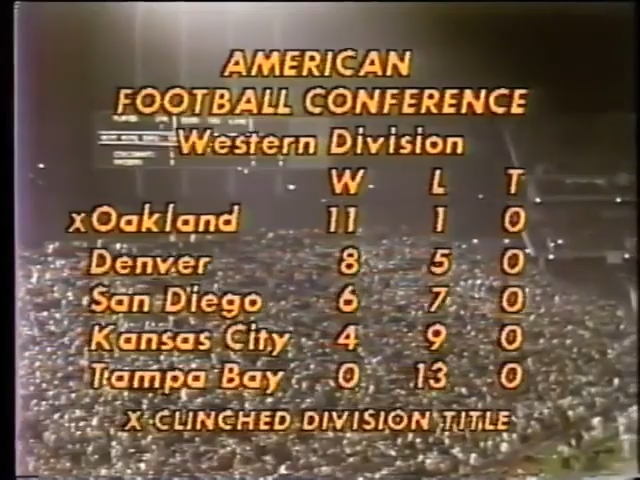 AMERICAN
FOOTBALL CONFERENCE
Western Division
W L T
xOakland 11 1 0
Denver 8 5 0
San Diego 6 7 0
Kansas City 4 9 0
Tampa Bay 0 13 0
X-CLINCHED DIVISION TITLE